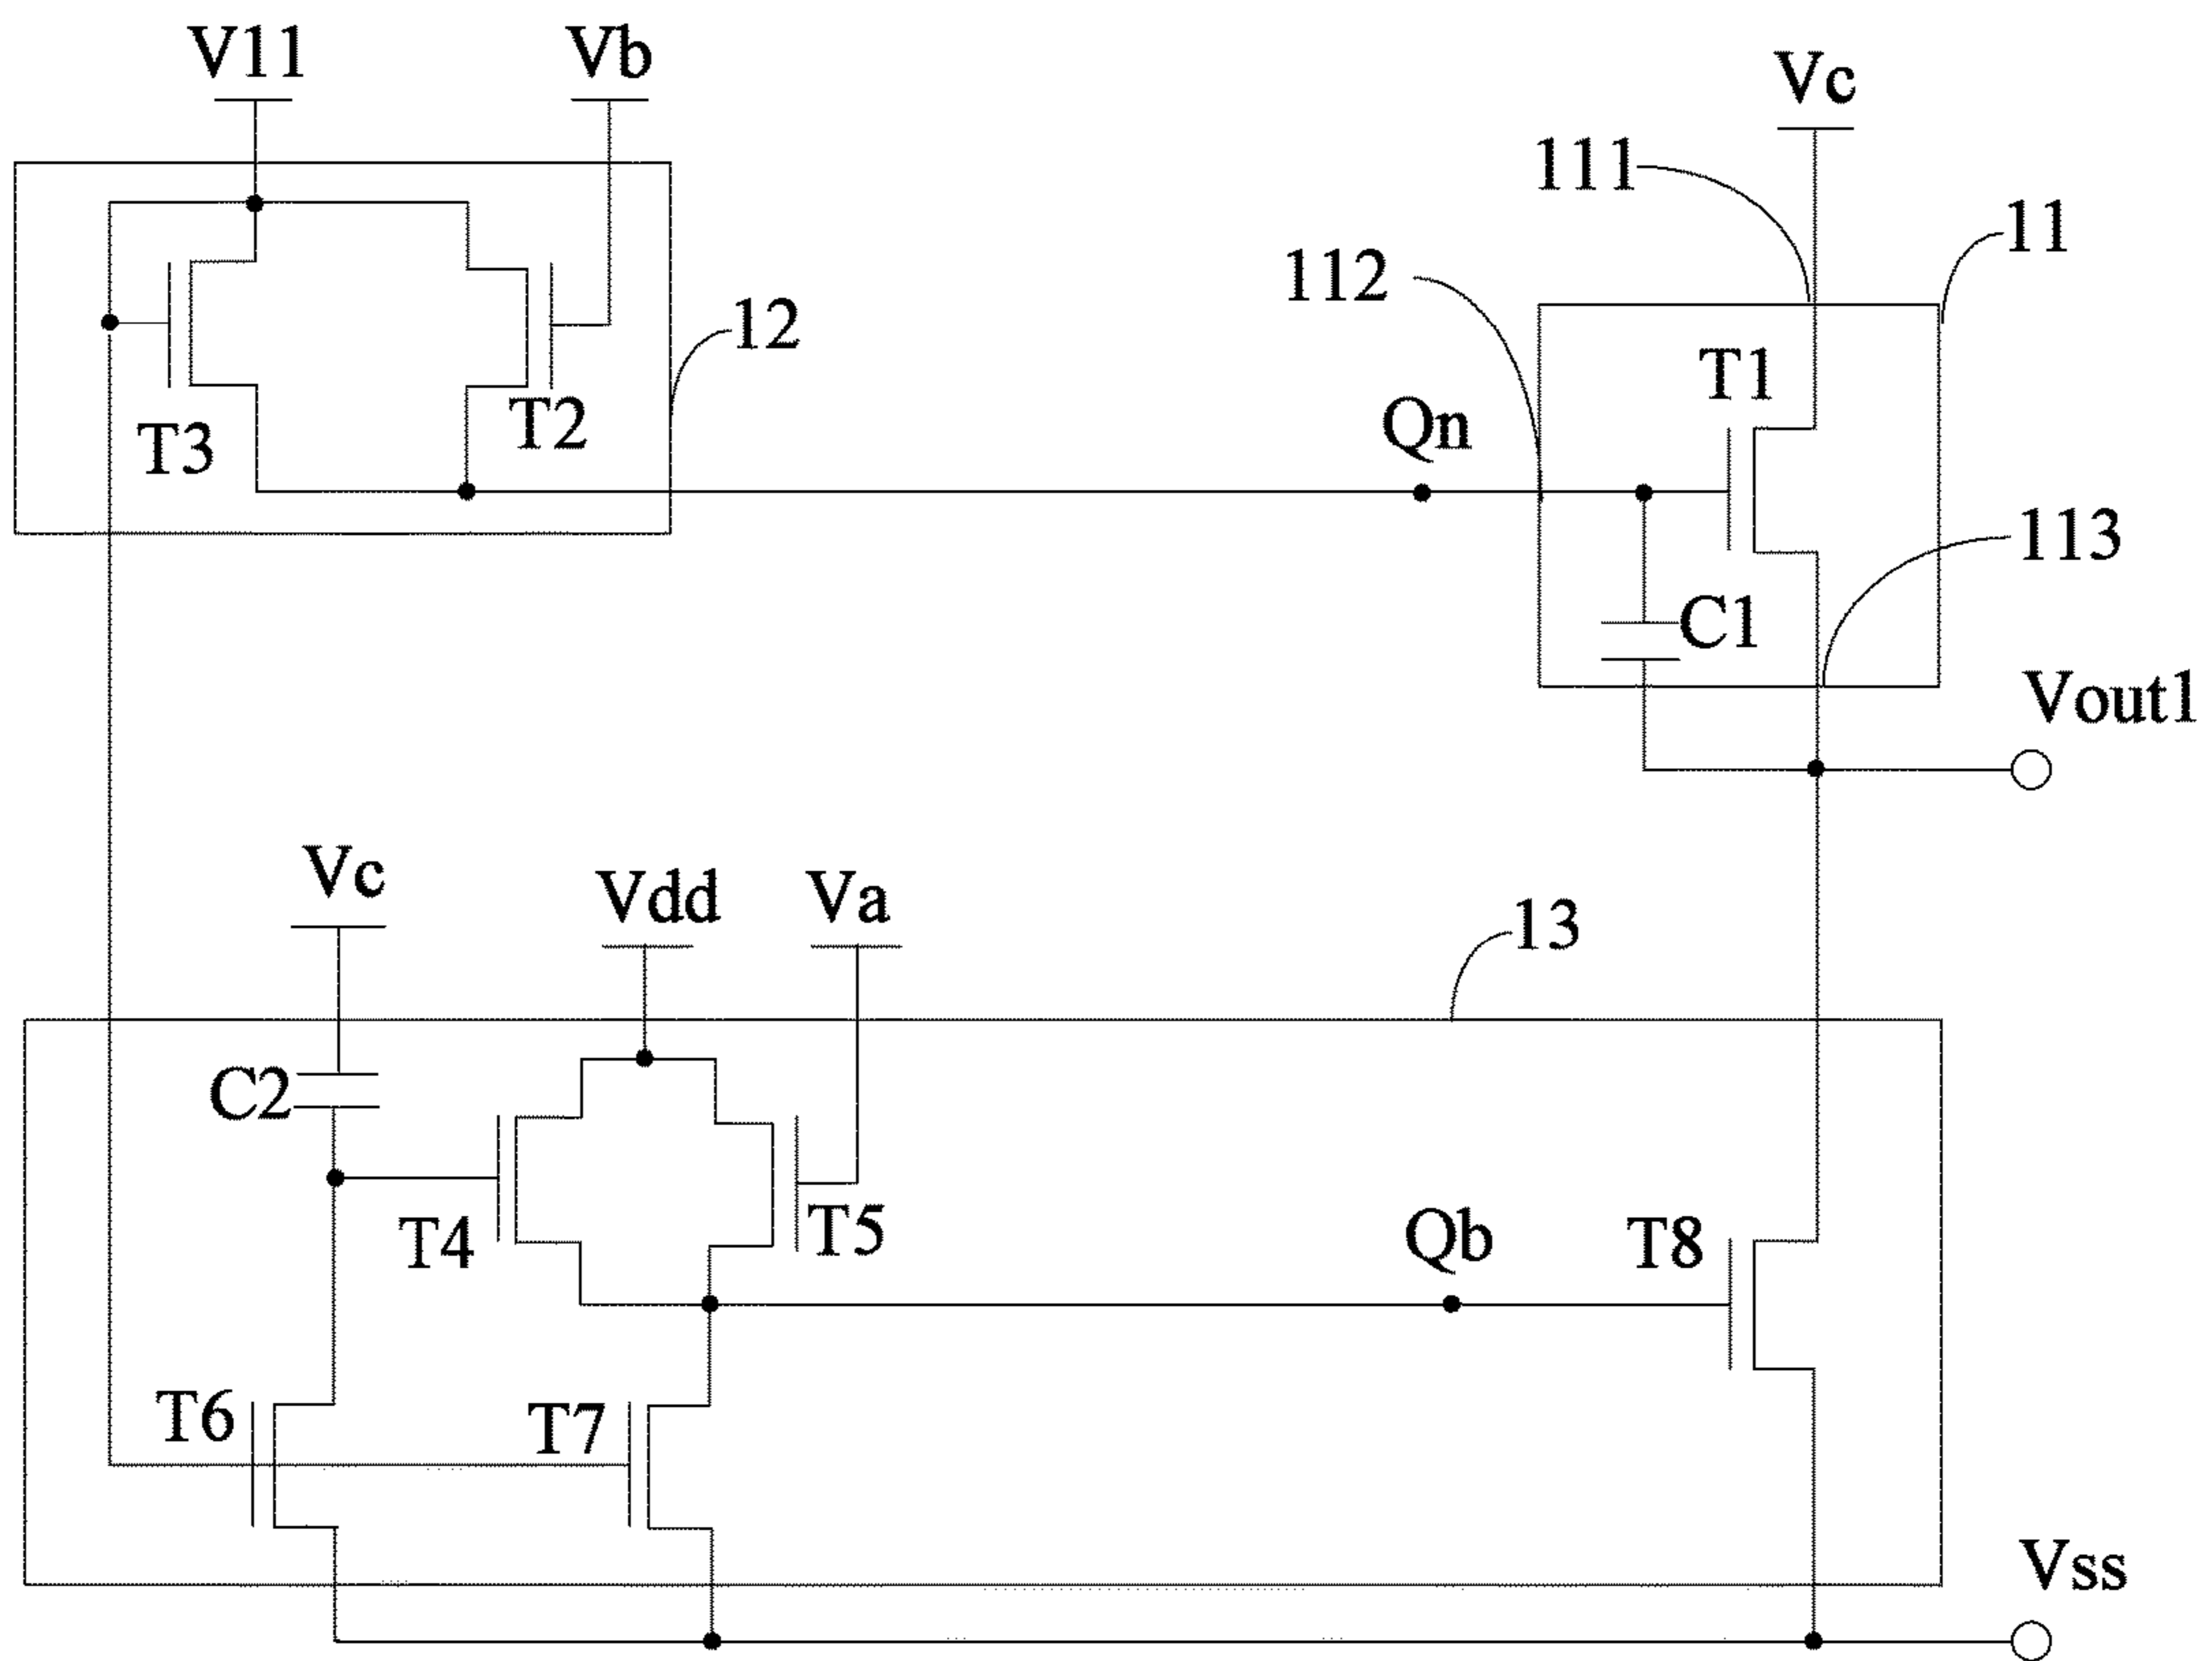 V11
Vb
Vc
111
11
112
12
T1
Qn
T2
T3
113
C1
Vout1
Vc
Vdd
Va
13
C2
T4
T5
Qb
T8
T6
T7
Vss